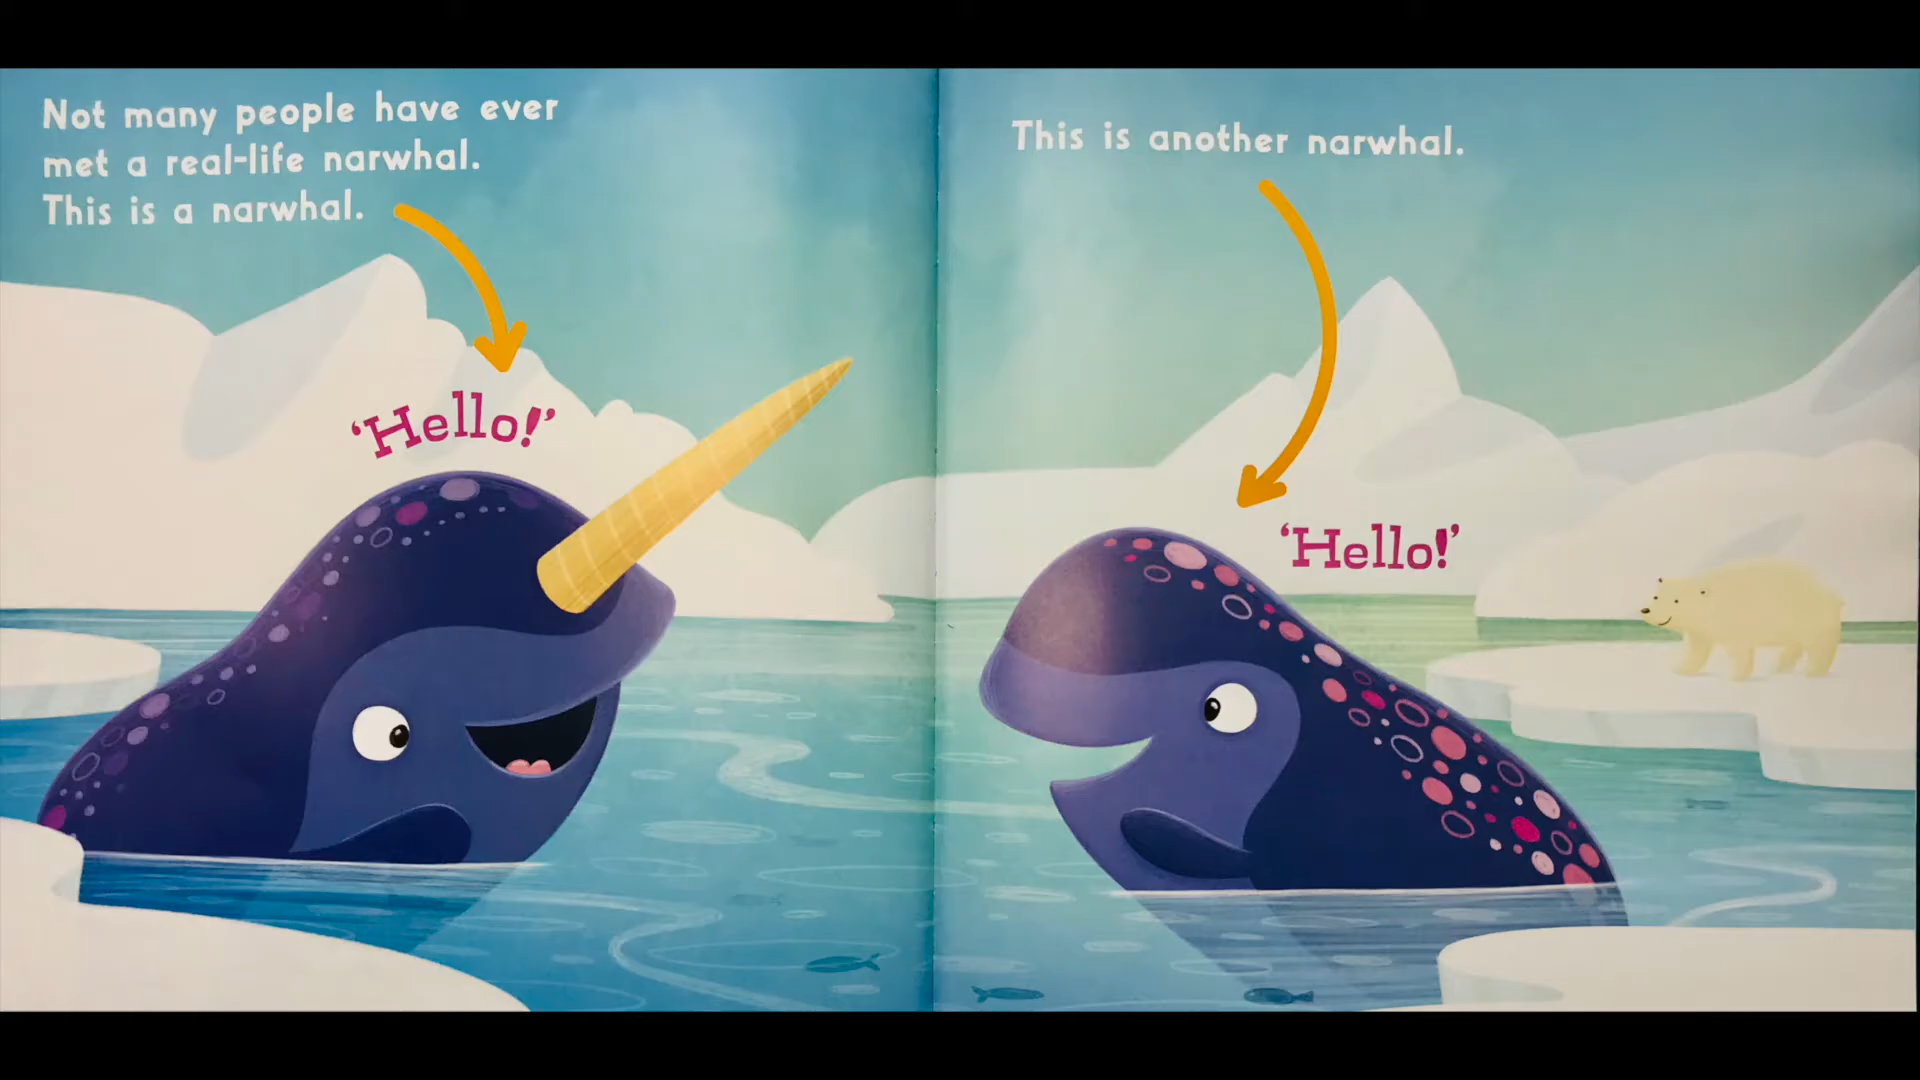 Not many people have ever
met a real-life narwhal.
This is a narwhal.
‘Hello!’
This is another narwhal.
‘Hello!’